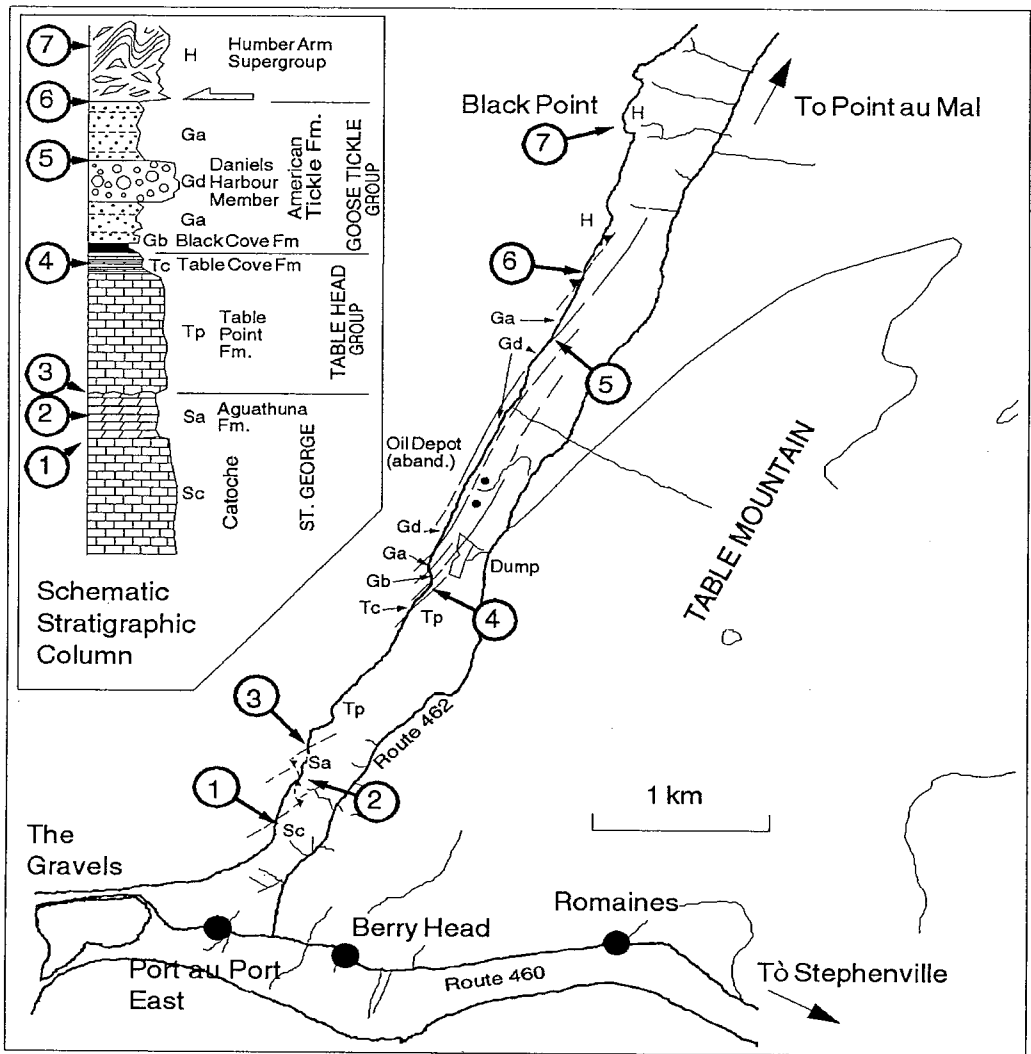 7
H
Humber Arm
Supergroup
6
Ga
5
Gd
Daniels
Harbour
Member
Ga
American
Tickle Fm.
GOOSE TICKLE
GROUP
Gb Black Cove Fm
4
Tc Table Cove Fm
Tp
Table
Point
Fm.
TABLE HEAD
GROUP
3
2
Sa
Aguathuna
Fm.
1
Sc
Catoche
ST. GEORGE
Schematic
Stratigraphic
Column
Black Point
H
7
To Point au Mal
H
6
Ga
Gd
5
Oil Depot
(aband.)
TABLE MOUNTAIN
Gd
Ga
Gb
Dump
Tc
Tp
4
3
Tp
Route 462
Sa
1
2
Sc
1 km
The
Gravels
Romaines
Berry Head
Port au Port
East
Route 460
Tò Stephenville